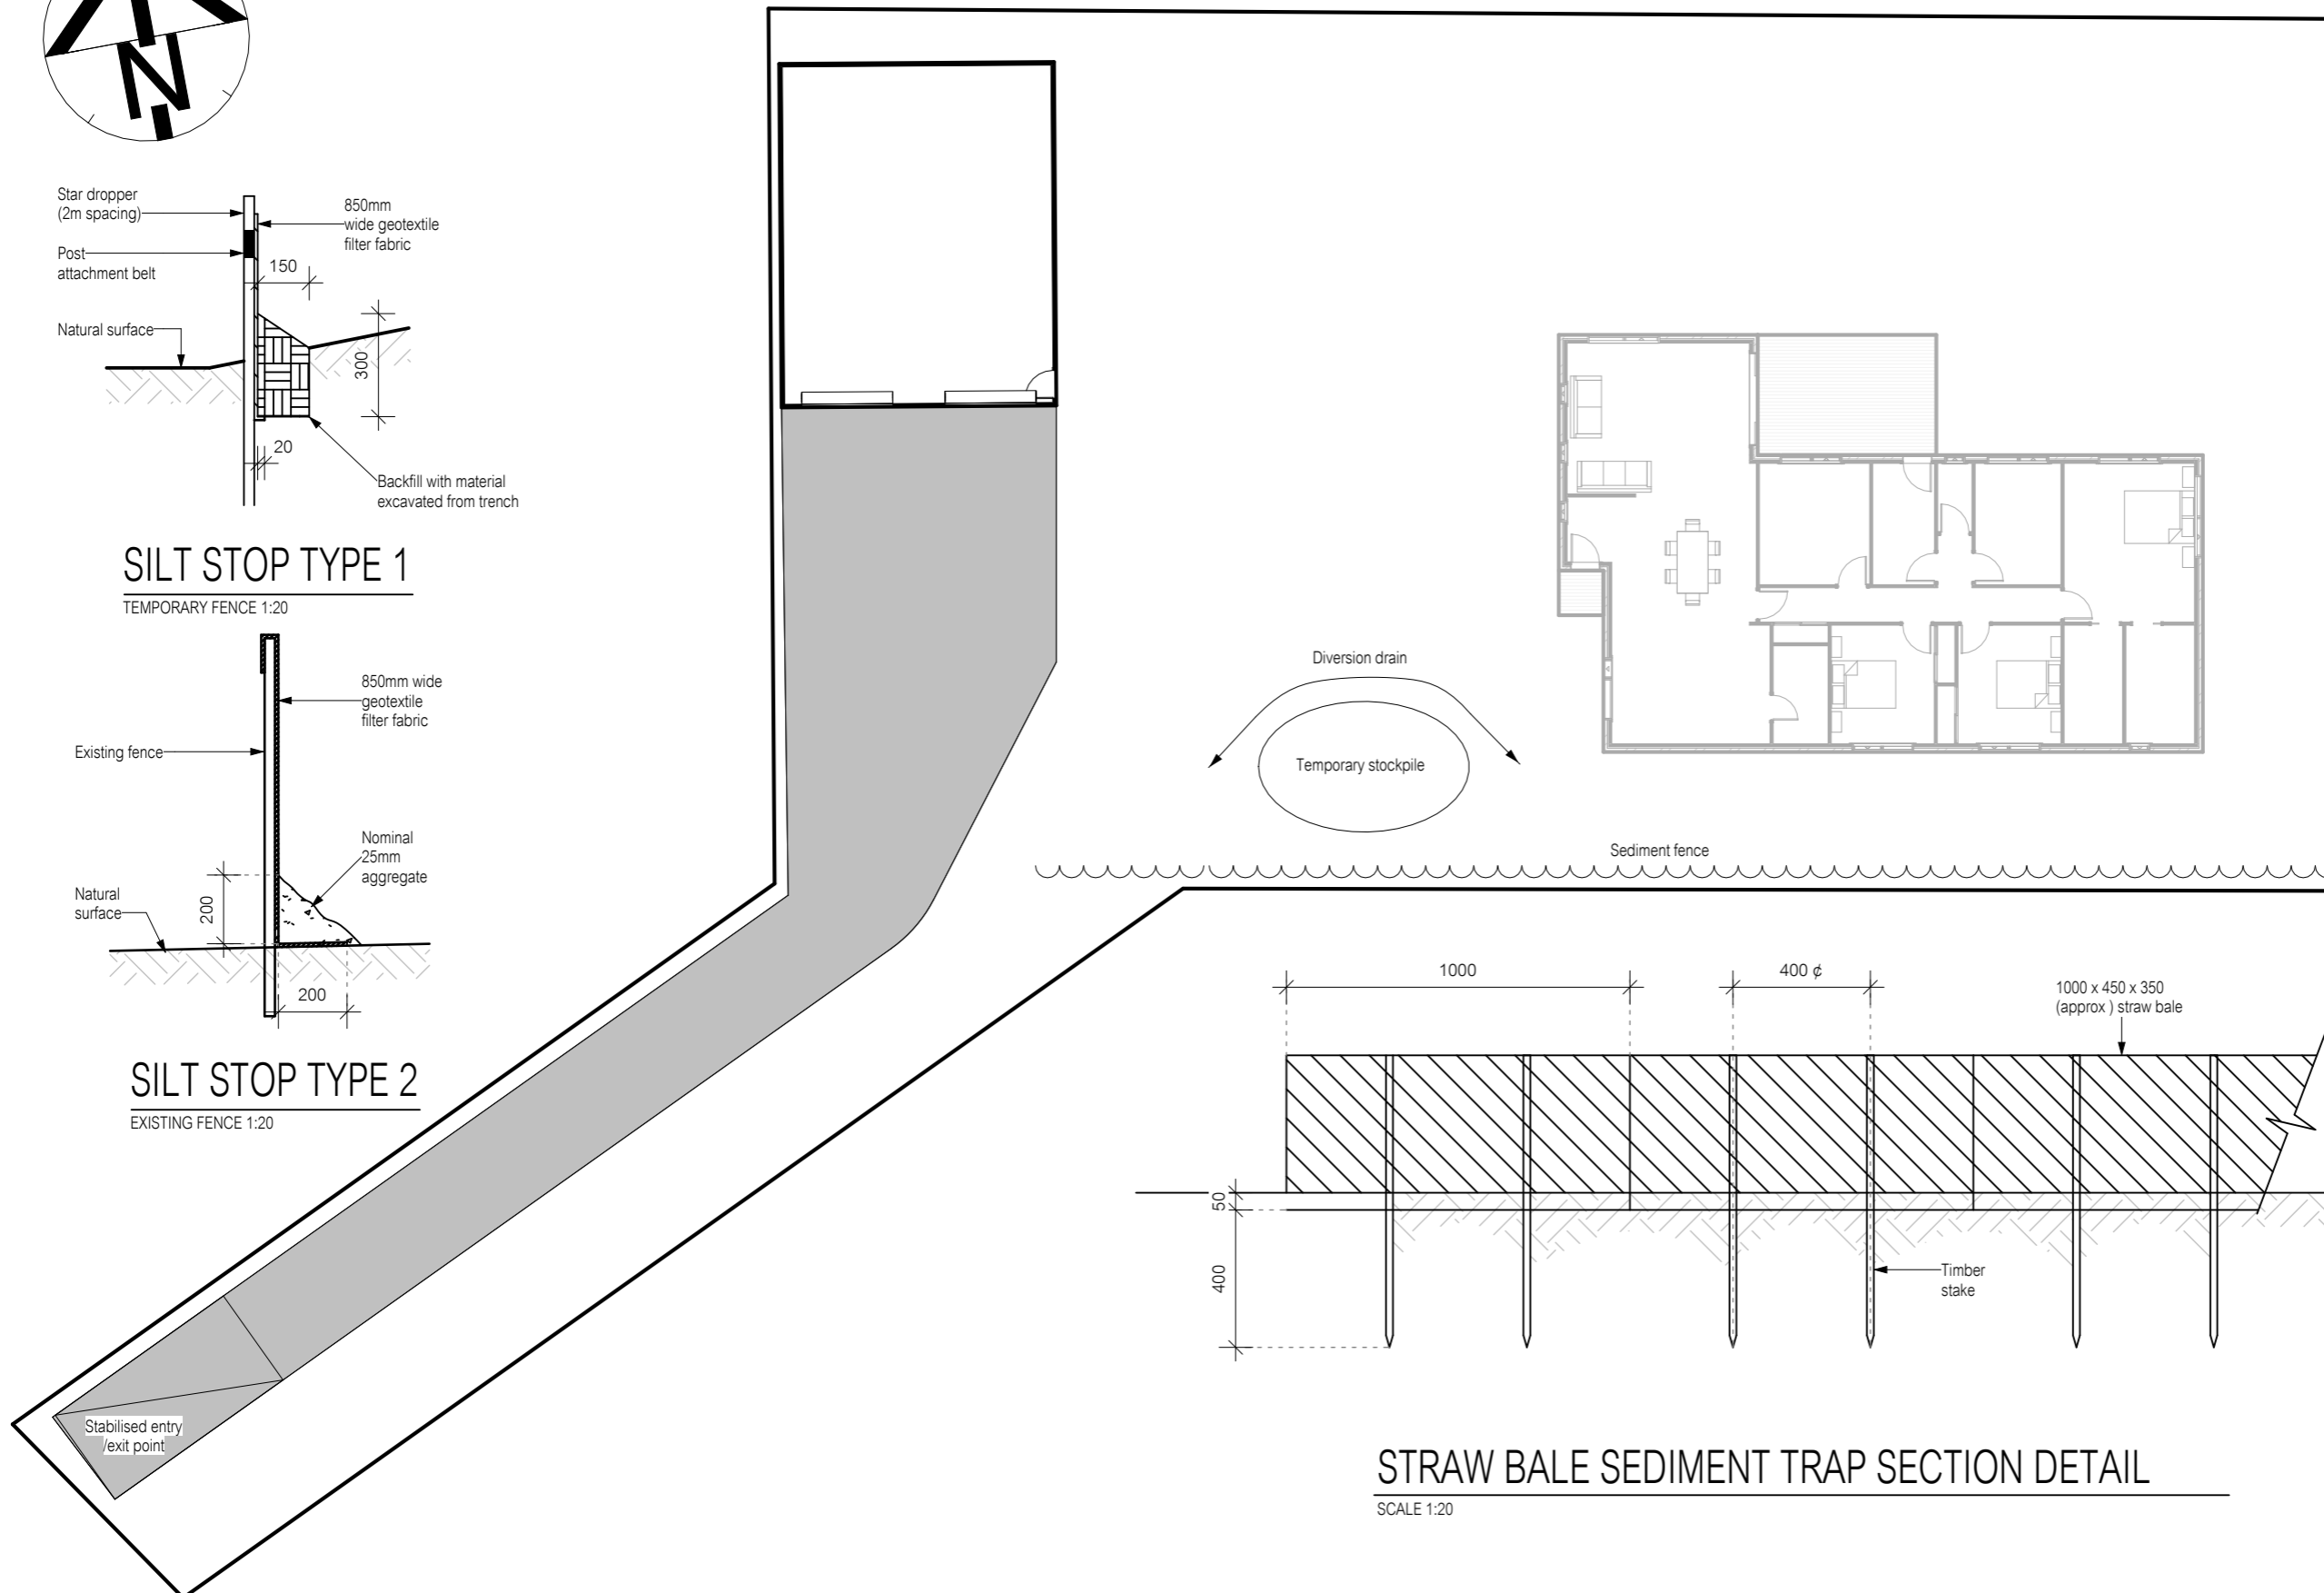 N
Star dropper
(2m spacing)
850mm
wide geotextile
filter fabric
Post
attachment belt
150
Natural surface
300
20
Backfill with material
excavated from trench
SILT STOP TYPE 1
TEMPORARY FENCE 1:20
850mm wide
geotextile
filter fabric
Existing fence
Nominal
25mm
aggregate
Natural
surface
200
200
SILT STOP TYPE 2
EXISTING FENCE 1:20
Stabilised entry
/exit point
Diversion drain
Temporary stockpile
Sediment fence
1000
400 ¢
1000 x 450 x 350
(approx ) straw bale
50
400
Timber
stake
STRAW BALE SEDIMENT TRAP SECTION DETAIL
SCALE 1:20